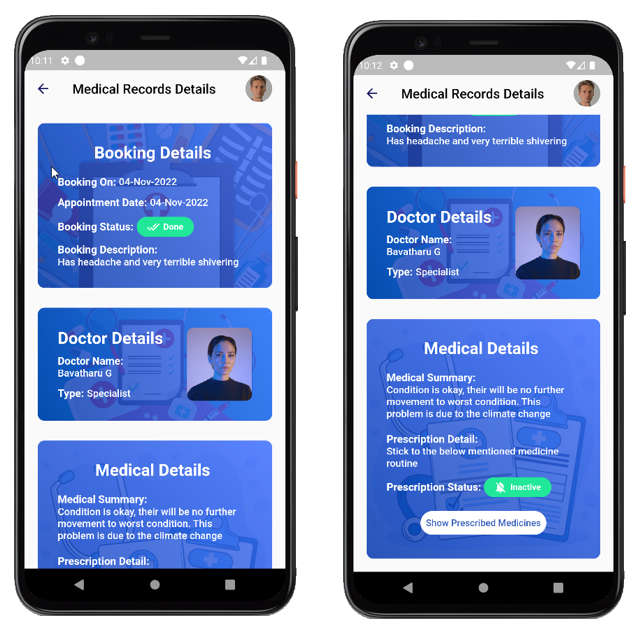 10:11
Medical Records Details
Booking Details
Booking On: 04-Nov-2022
Appointment Date: 04-Nov-2022
Booking Status: Done
Booking Description:
Has headache and very terrible shivering
Doctor Details
Doctor Name:
Bavatharu G
Type: Specialist
Medical Details
Medical Summary:
Condition is okay, their will be no further
movement to worst condition. This
problem is due to the climate change
Prescription Detail:
10:12
Medical Records Details
Booking Description:
Has headache and very terrible shivering
Doctor Details
Doctor Name:
Bavatharu G
Type: Specialist
Medical Details
Medical Summary:
Condition is okay, their will be no further
movement to worst condition. This
problem is due to the climate change
Prescription Detail:
Stick to the below mentioned medicine
routine
Prescription Status: Inactive
Show Prescribed Medicines